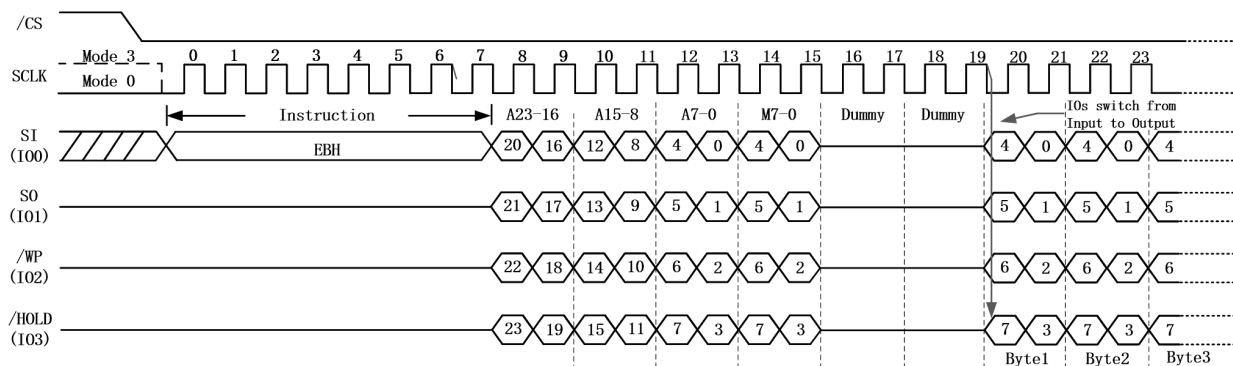 /CS
Mode 3 0 1 2 3 4 5 6 7 8 9 10 11 12 13 14 15 16 17 18 19 20 21 22 23
SCLK
Mode 0
Instruction A23-16 A15-8 A7-0 M7-0 Dummy Dummy
IOs switch from
Input to Output
SI
(IO0)
EBH 20 16 12 8 4 0 4 0 4 0 4 0 4
SO
(IO1)
21 17 13 9 5 1 5 1 5 1 5 1 5
/WP
(IO2)
22 18 14 10 6 2 6 2 6 2 6 2 6
/HOLD
(IO3)
23 19 15 11 7 3 7 3 7 3 7 3 7
Byte1 Byte2 Byte3